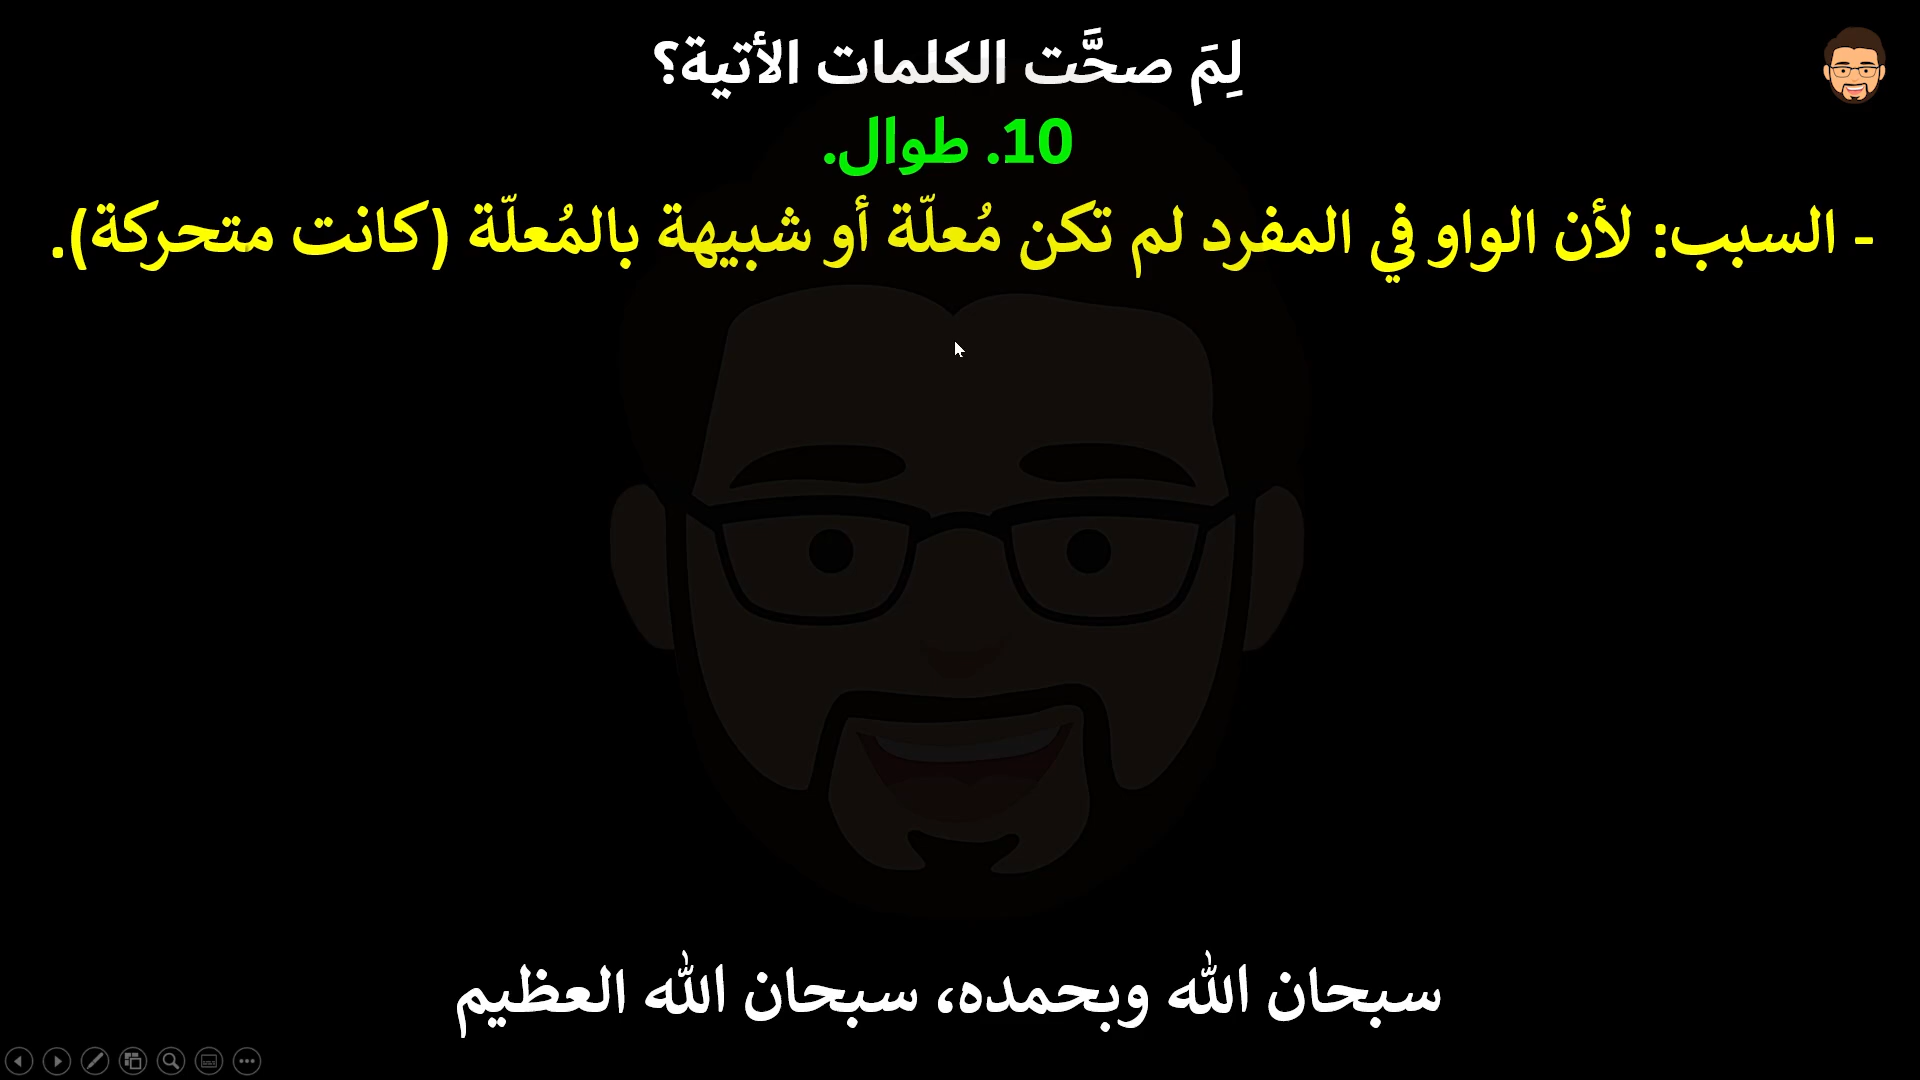 لِمَ صحَّت الكلمات الأتية؟
10. طوال.
- السبب: لأن الواو في المفرد لم تكن مُعلّة أو شبيهة بالمُعلّة (كانت متحركة).
سبحان الله وبحمده، سبحان الله العظيم